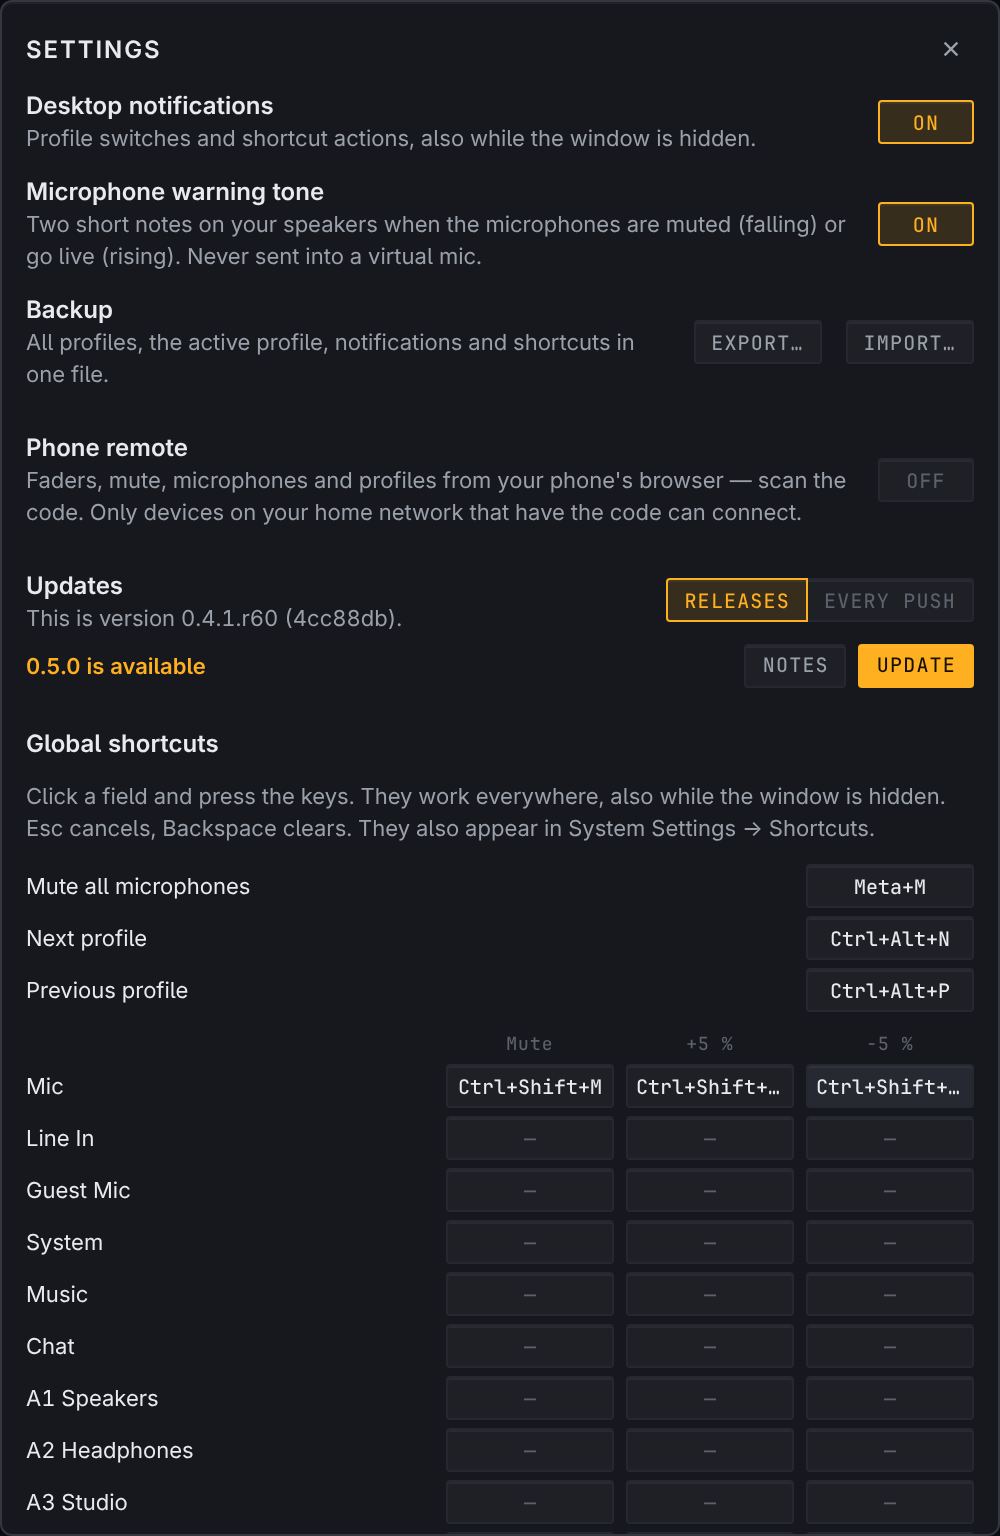 SETTINGS ×
Desktop notifications
Profile switches and shortcut actions, also while the window is hidden.
ON
Microphone warning tone
Two short notes on your speakers when the microphones are muted (falling) or
go live (rising). Never sent into a virtual mic.
ON
Backup
All profiles, the active profile, notifications and shortcuts in
one file.
EXPORT… IMPORT…
Phone remote
Faders, mute, microphones and profiles from your phone's browser — scan the
code. Only devices on your home network that have the code can connect.
OFF
Updates
This is version 0.4.1.r60 (4cc88db).
RELEASES EVERY PUSH
0.5.0 is available NOTES UPDATE
Global shortcuts
Click a field and press the keys. They work everywhere, also while the window is hidden.
Esc cancels, Backspace clears. They also appear in System Settings → Shortcuts.
Mute all microphones Meta+M
Next profile Ctrl+Alt+N
Previous profile Ctrl+Alt+P
Mute +5 % -5 %
Mic Ctrl+Shift+M Ctrl+Shift+… Ctrl+Shift+…
Line In – – –
Guest Mic – – –
System – – –
Music – – –
Chat – – –
A1 Speakers – – –
A2 Headphones – – –
A3 Studio – – –